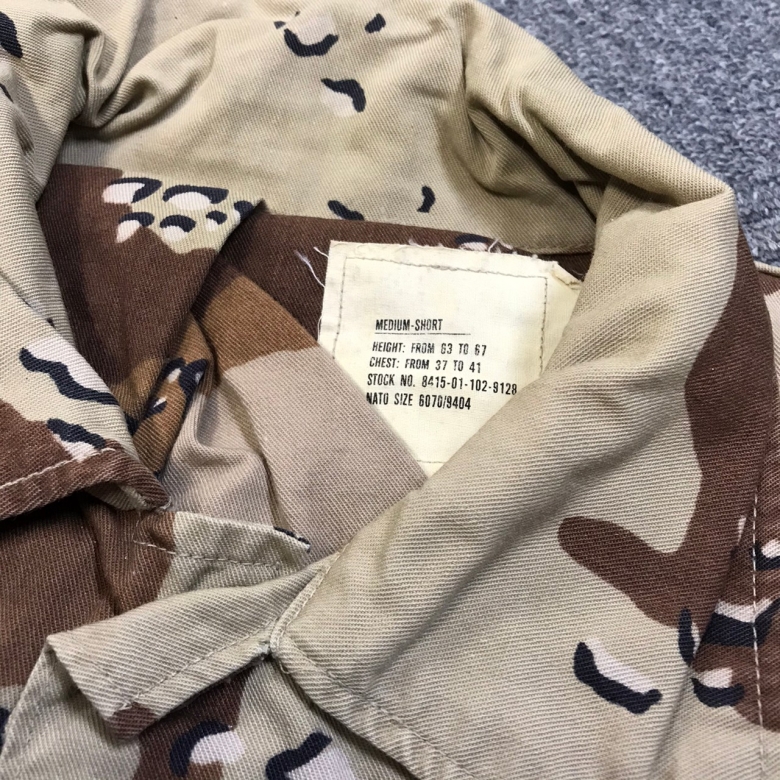 MEDIUM-SHORT
HEIGHT: FROM 63 TO 67
CHEST: FROM 37 TO 41
STOCK NO. 8415-01-102-9128
NATO SIZE 6070/9404